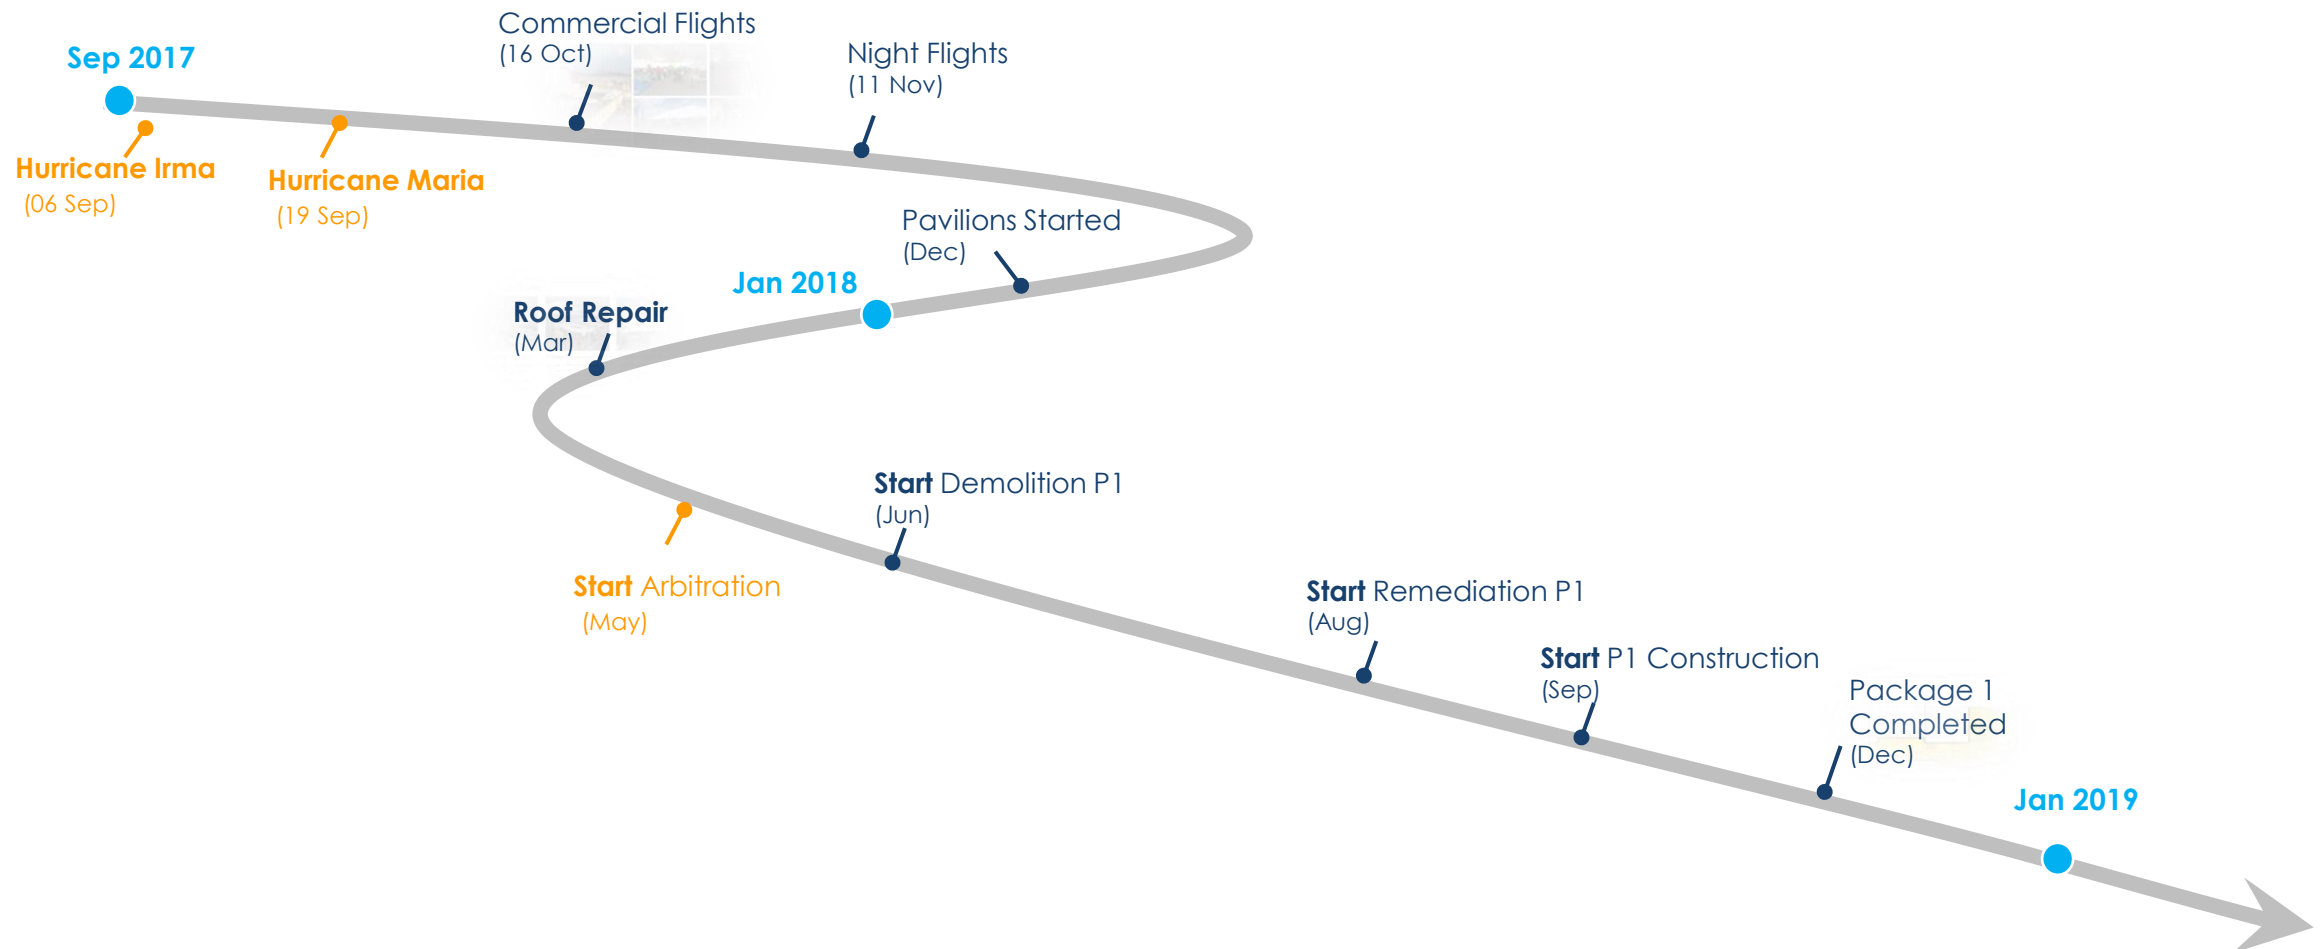 Commercial Flights
(16 Oct)
Sep 2017
Night Flights
(11 Nov)
Hurricane Irma
(06 Sep)
Hurricane Maria
(19 Sep)
Pavilions Started
(Dec)
Jan 2018
Roof Repair
(Mar)
Start Demolition P1
(Jun)
Start Arbitration
(May)
Start Remediation P1
(Aug)
Start P1 Construction
(Sep)
Package 1
Completed
(Dec)
Jan 2019